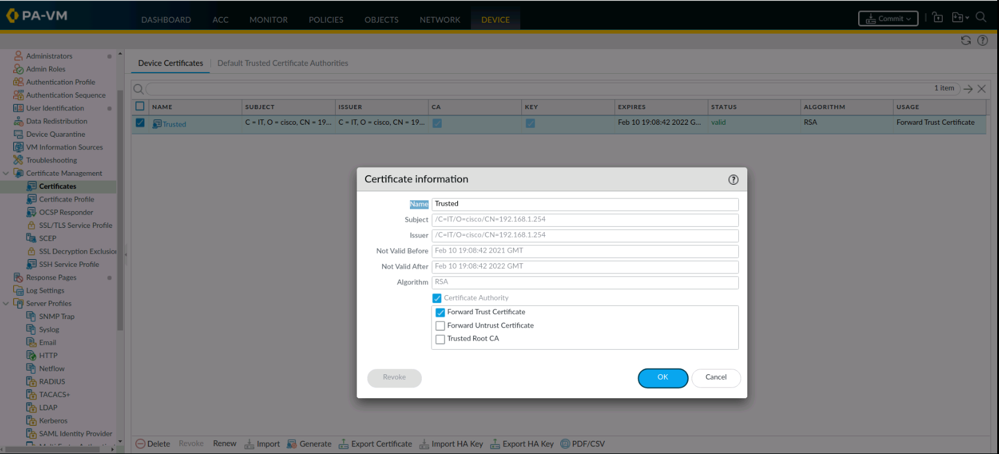 PA-VM
DASHBOARD ACC MONITOR POLICIES OBJECTS NETWORK DEVICE Commit
Administrators
Admin Roles
Authentication Profile
Authentication Sequence
User Identification
Data Redistribution
Device Quarantine
VM Information Sources
Troubleshooting
Certificate Management
Certificates
Certificate Profile
OCSP Responder
SSL/TLS Service Profile
SCEP
SSL Decryption Exclusion
SSH Service Profile
Response Pages
Log Settings
Server Profiles
SNMP Trap
Syslog
Email
HTTP
Netflow
RADIUS
TACACS+
LDAP
Kerberos
SAML Identity Provider
Device Certificates Default Trusted Certificate Authorities
1 item
NAME SUBJECT ISSUER CA KEY EXPIRES STATUS ALGORITHM USAGE
Trusted C = IT, O = cisco, CN = 19... C = IT, O = cisco, CN = 19... Feb 10 19:08:42 2022 G... valid RSA Forward Trust Certificate
Certificate information
Name Trusted
Subject /C=IT/O=cisco/CN=192.168.1.254
Issuer /C=IT/O=cisco/CN=192.168.1.254
Not Valid Before Feb 10 19:08:42 2021 GMT
Not Valid After Feb 10 19:08:42 2022 GMT
Algorithm RSA
Certificate Authority
Forward Trust Certificate
Forward Untrust Certificate
Trusted Root CA
Revoke OK Cancel
Delete Revoke Renew Import Generate Export Certificate Import HA Key Export HA Key PDF/CSV